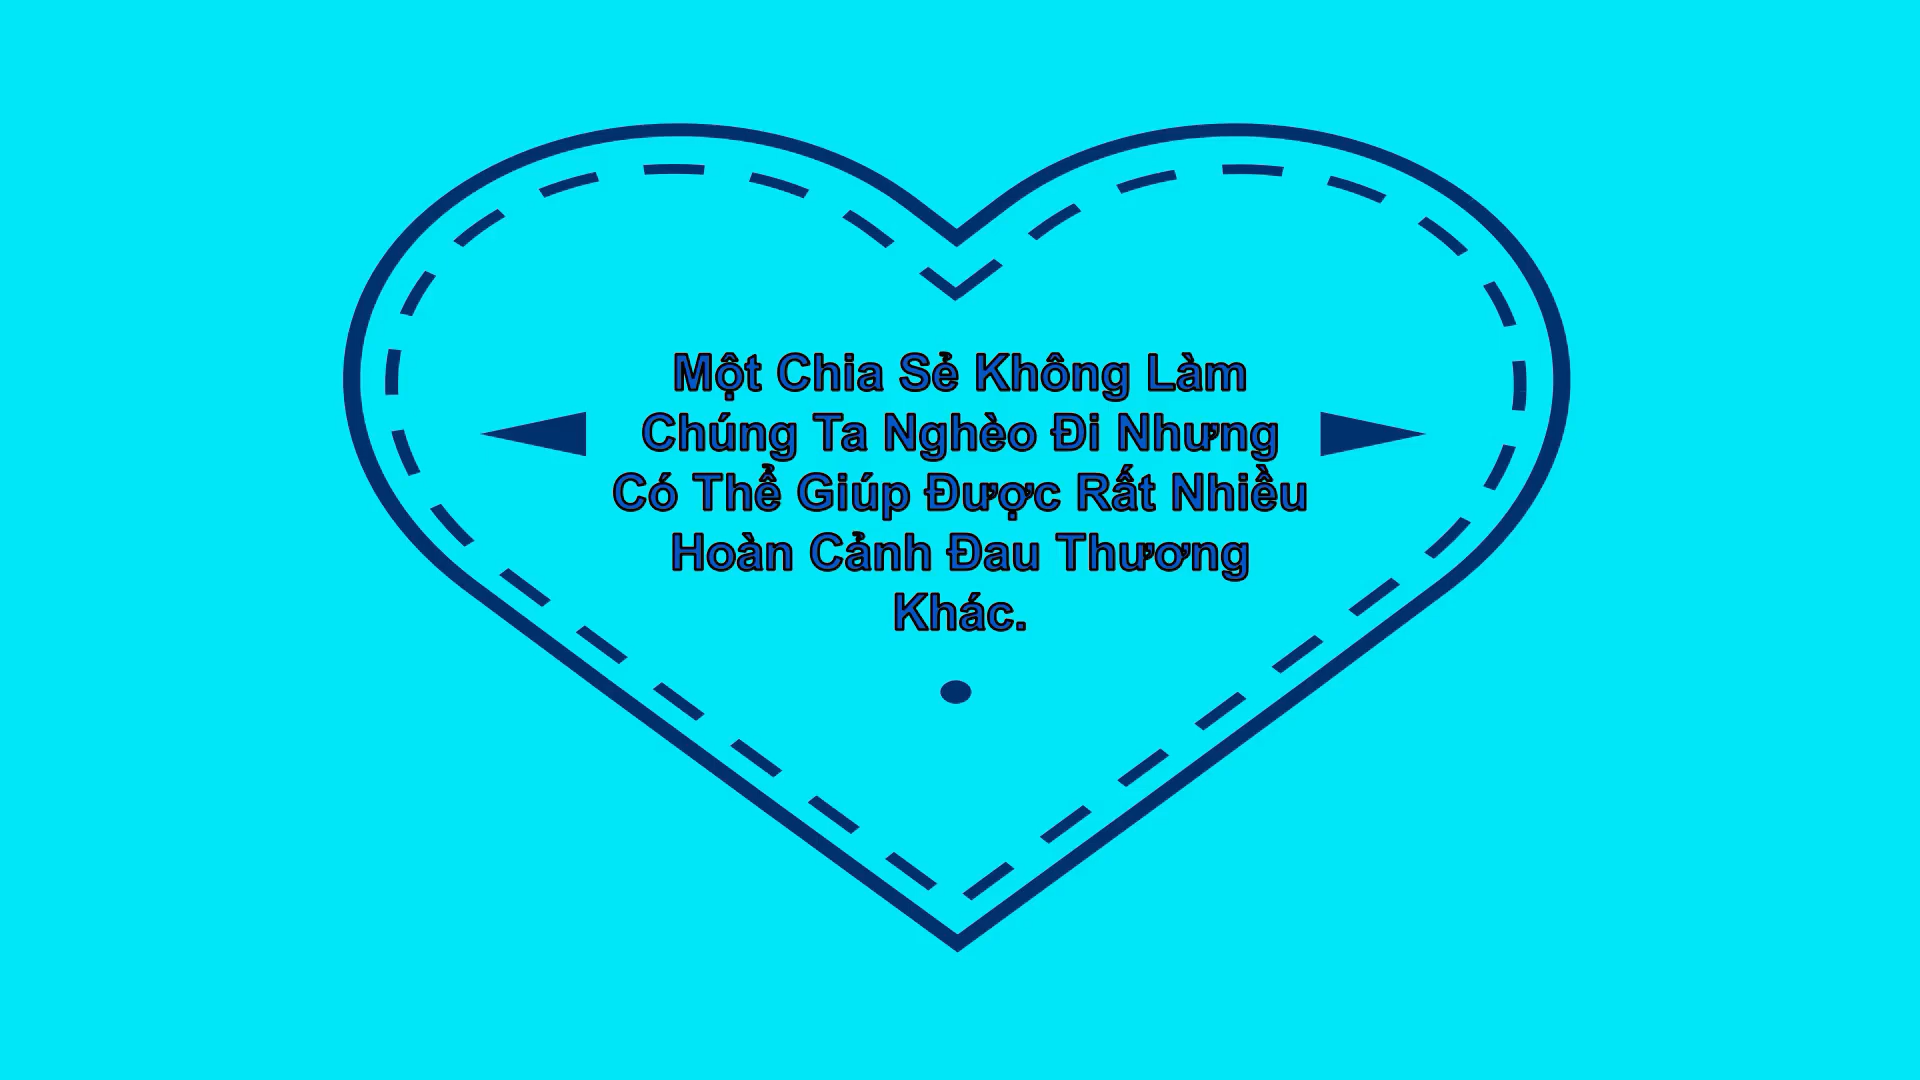 Một Chia Sẻ Không Làm
Chúng Ta Nghèo Đi Nhưng
Có Thể Giúp Được Rất Nhiều
Hoàn Cảnh Đau Thương
Khác.